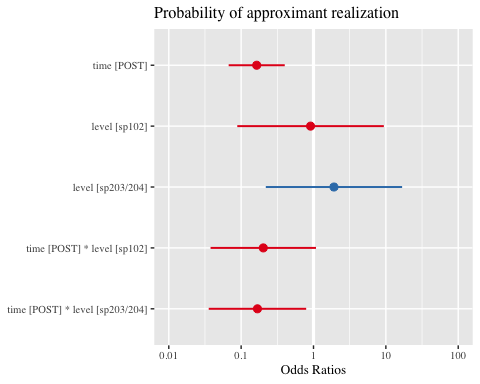 Probability of approximant realization
time [POST]
level [sp102]
level [sp203/204]
time [POST] * level [sp102]
time [POST] * level [sp203/204]
0.01 0.1 1 10 100
Odds Ratios